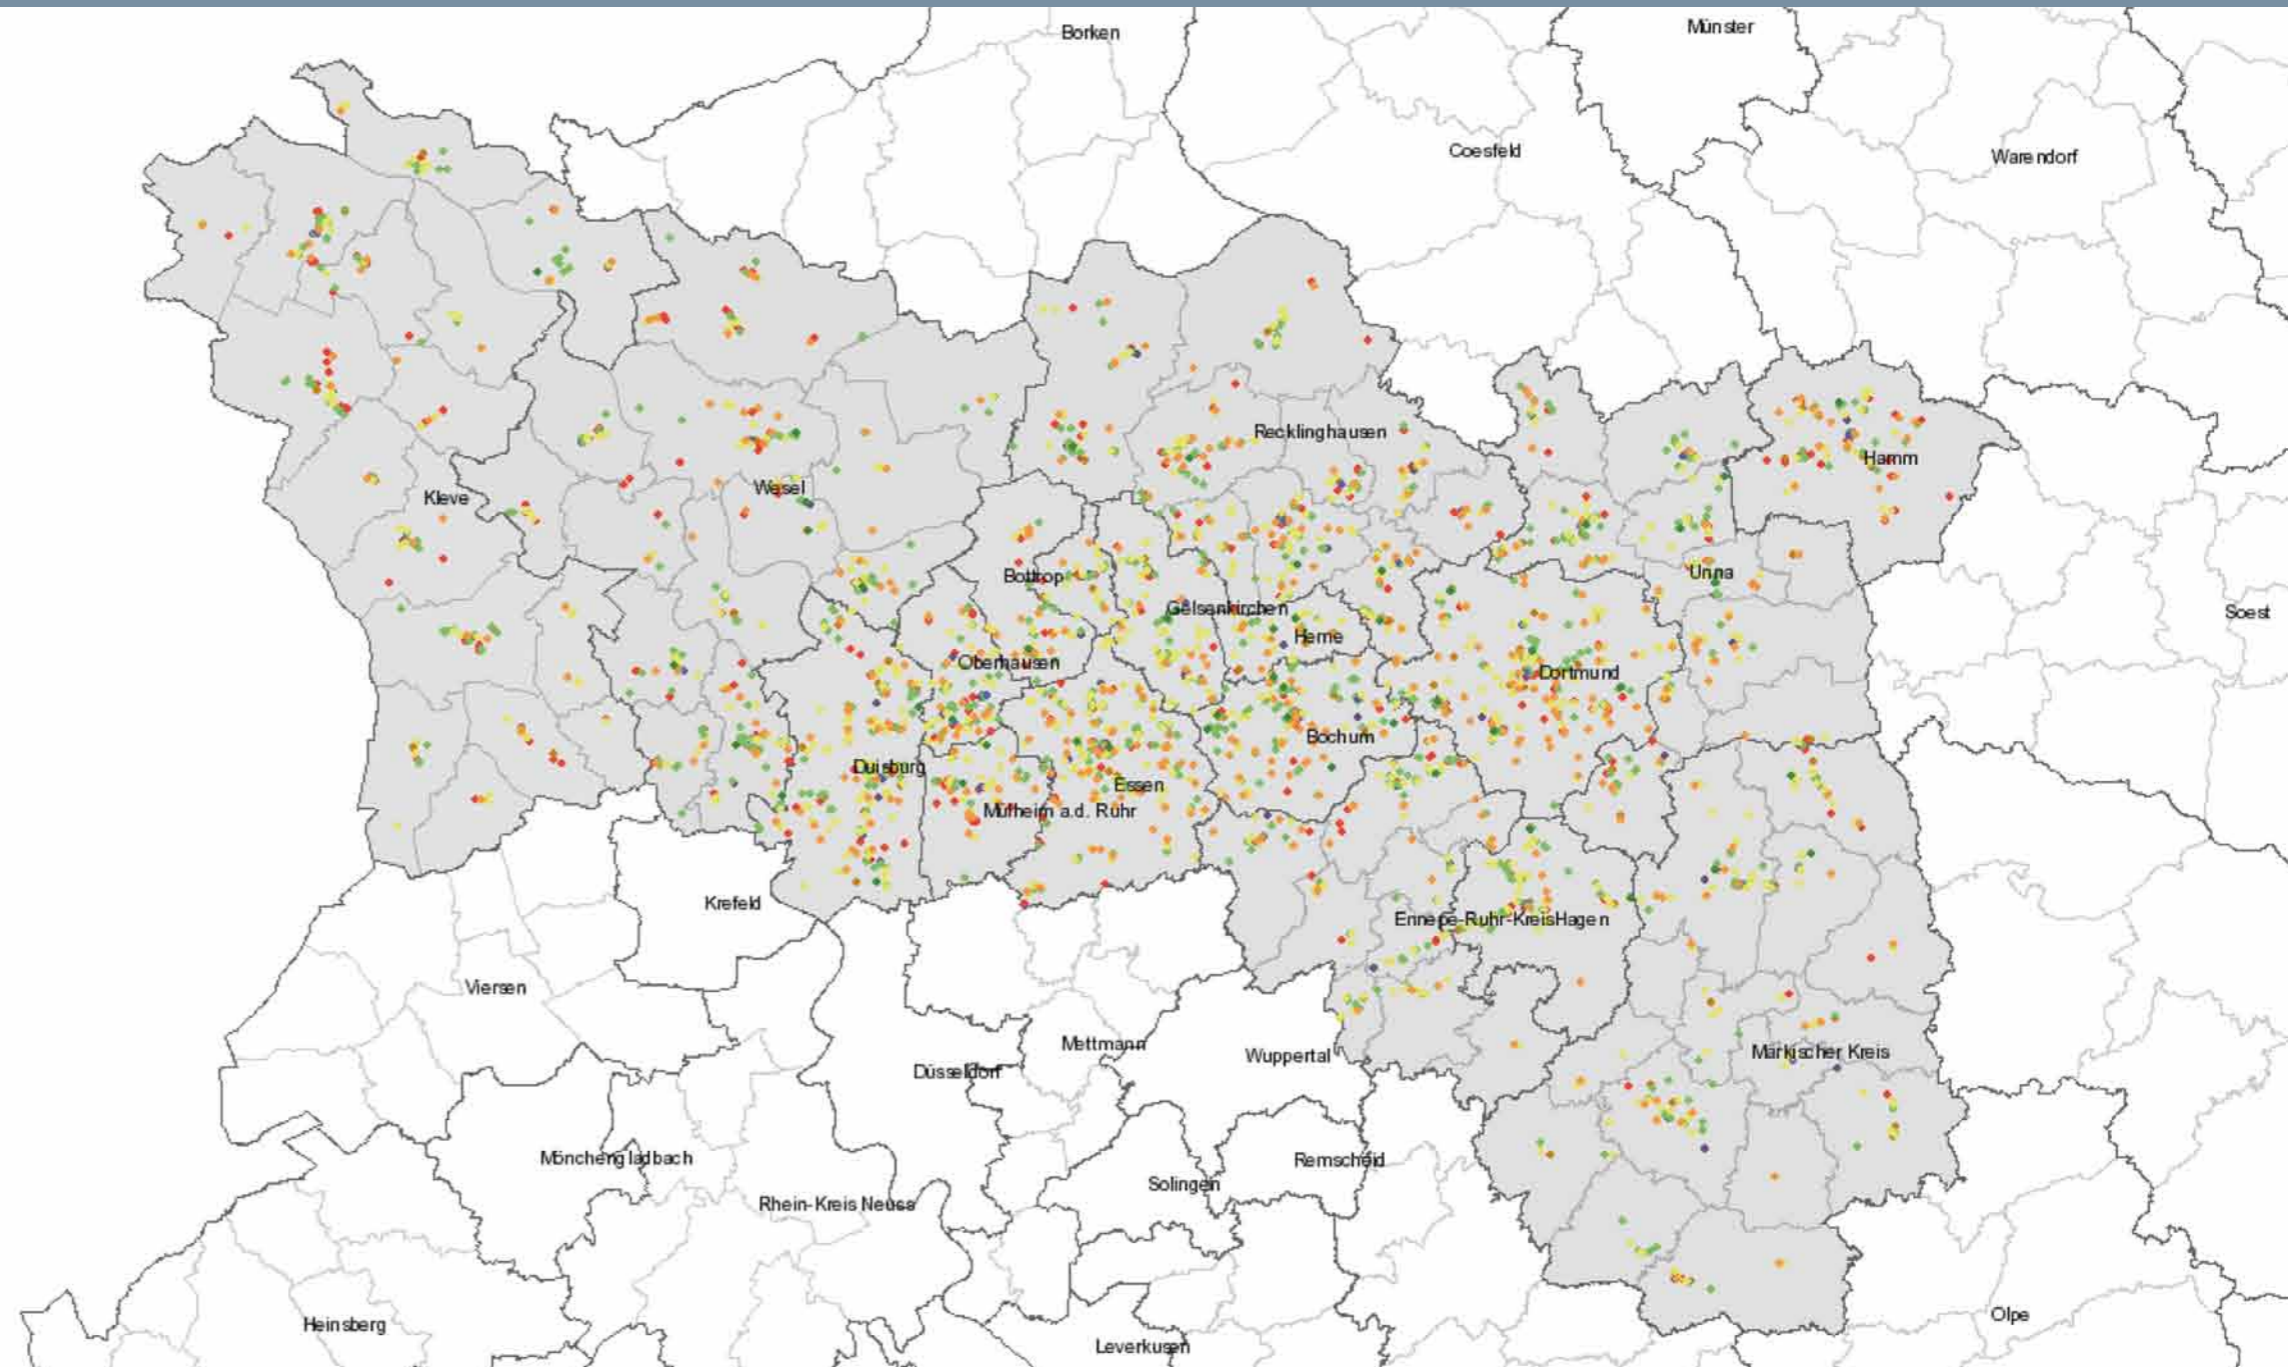 Borken
Münster
Coesfeld
Warendorf
Recklinghausen
Hamm
Kleve
Wesel
Bottrop
Unna
Gelsenkirchen
Herne
Soest
Oberhausen
Dortmund
Bochum
Duisburg
Essen
Mülheim a.d. Ruhr
Krefeld
Ennepe-Ruhr-Kreis
Hagen
Viersen
Mettmann
Wuppertal
Märkischer Kreis
Düsseldorf
Mönchengladbach
Remscheid
Solingen
Rhein-Kreis Neuss
Olpe
Heinsberg
Leverkusen